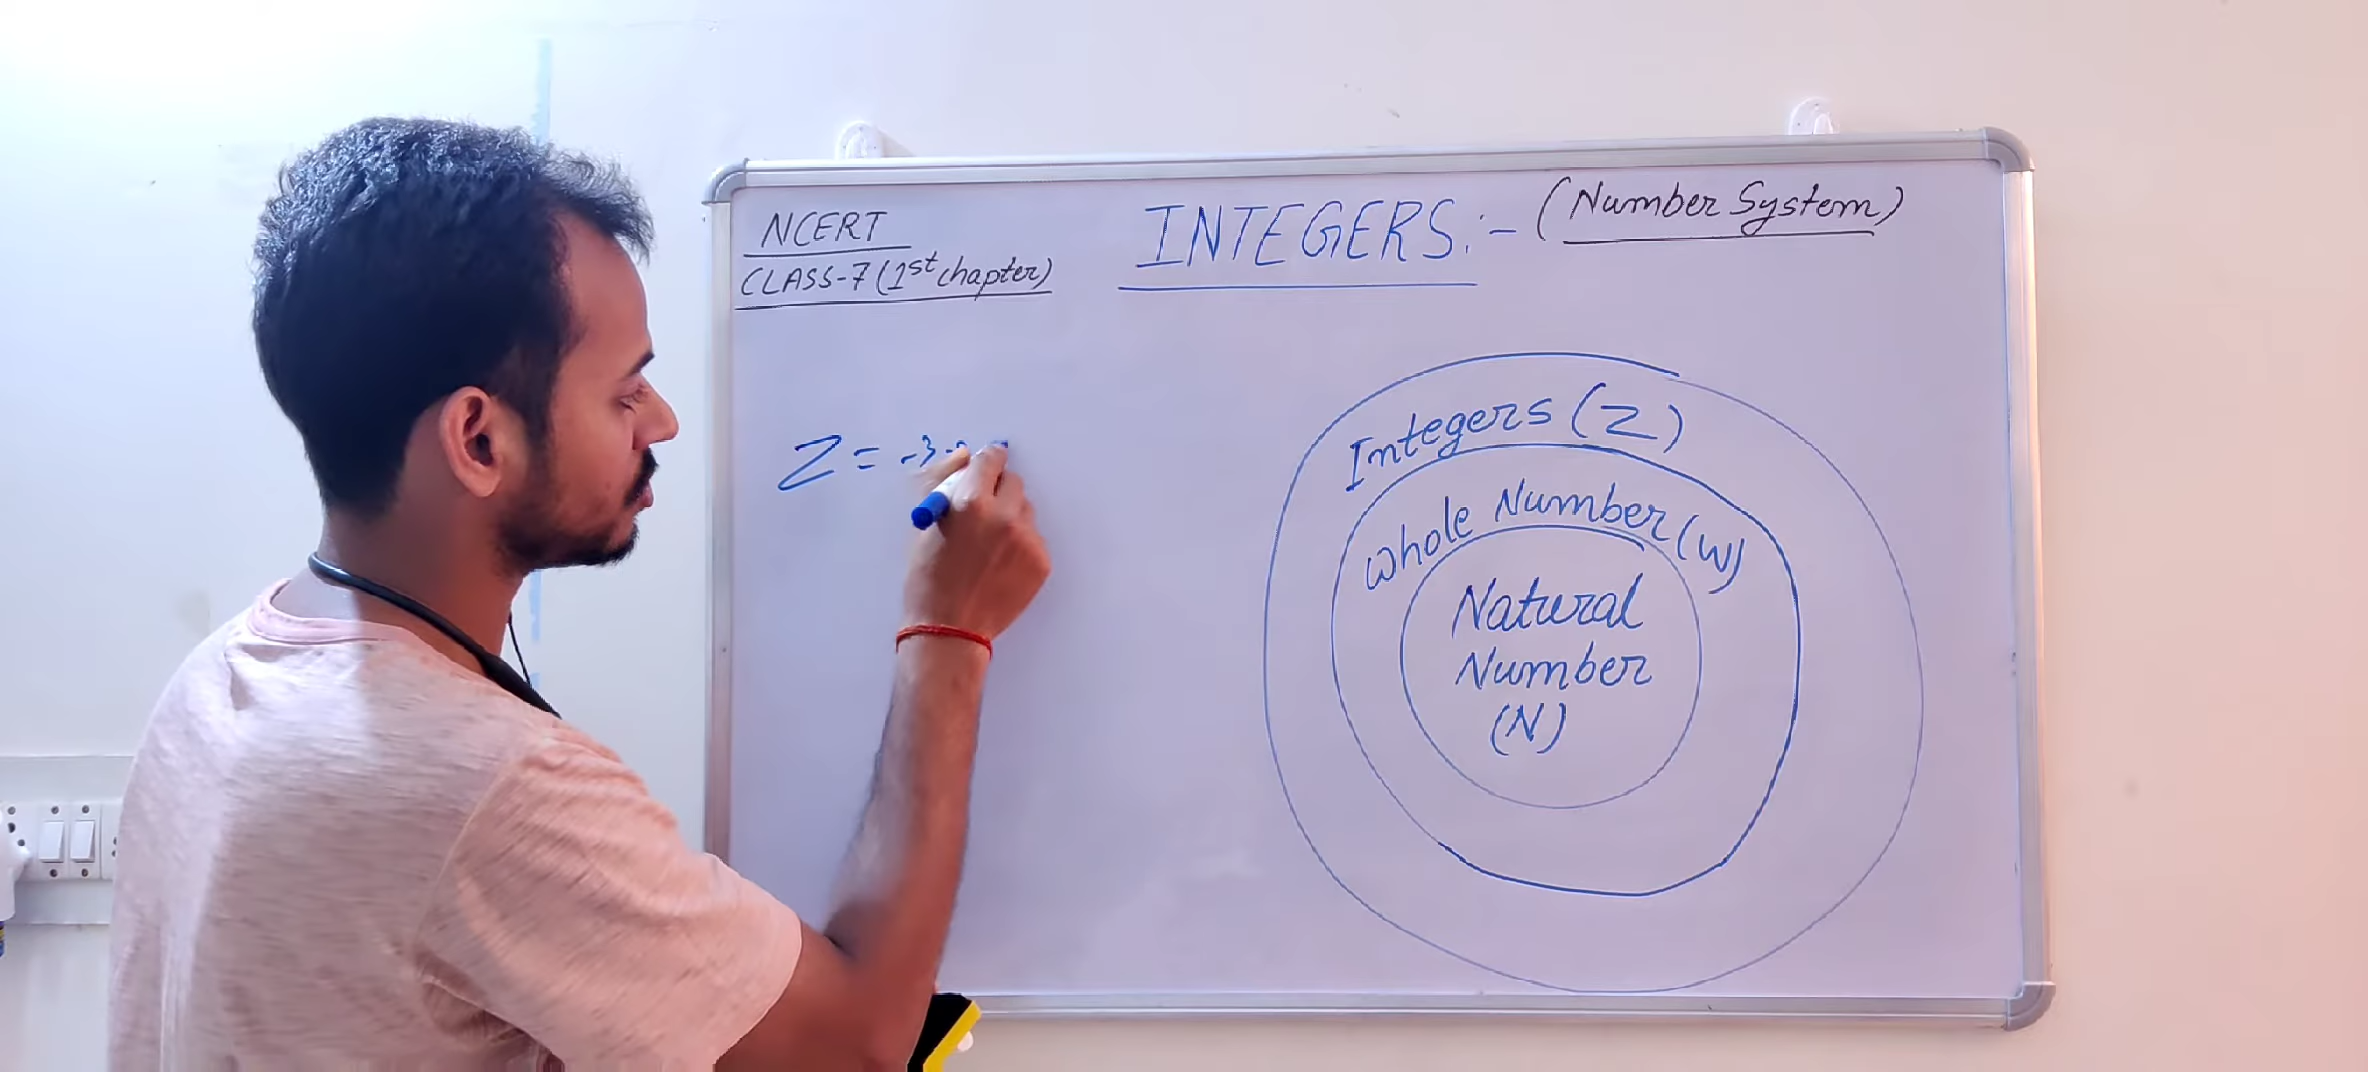 NCERT
CLASS-7 (1st chapter)
INTEGERS :- (Number System)
Z = -3
Integers (Z)
Whole Number (W)
Natural
Number
(N)